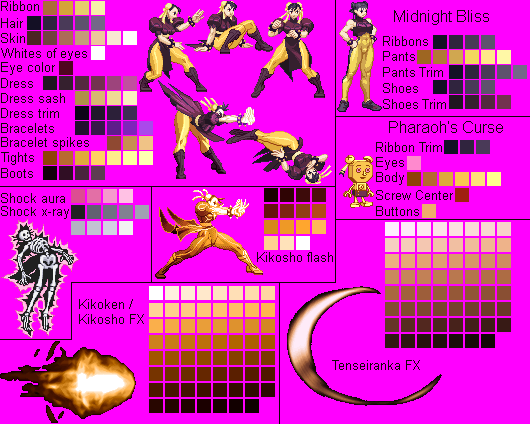 Ribbon
Hair
Skin
Whites of eyes
Eye color
Dress
Dress sash
Dress trim
Bracelets
Bracelet spikes
Tights
Boots
Midnight Bliss
Ribbons
Pants
Pants Trim
Shoes
Shoes Trim
Pharaoh's Curse
Ribbon Trim
Eyes
Body
Screw Center
Buttons
Shock aura
Shock x-ray
Kikosho flash
Kikoken /
Kikosho FX
Tenseiranka FX